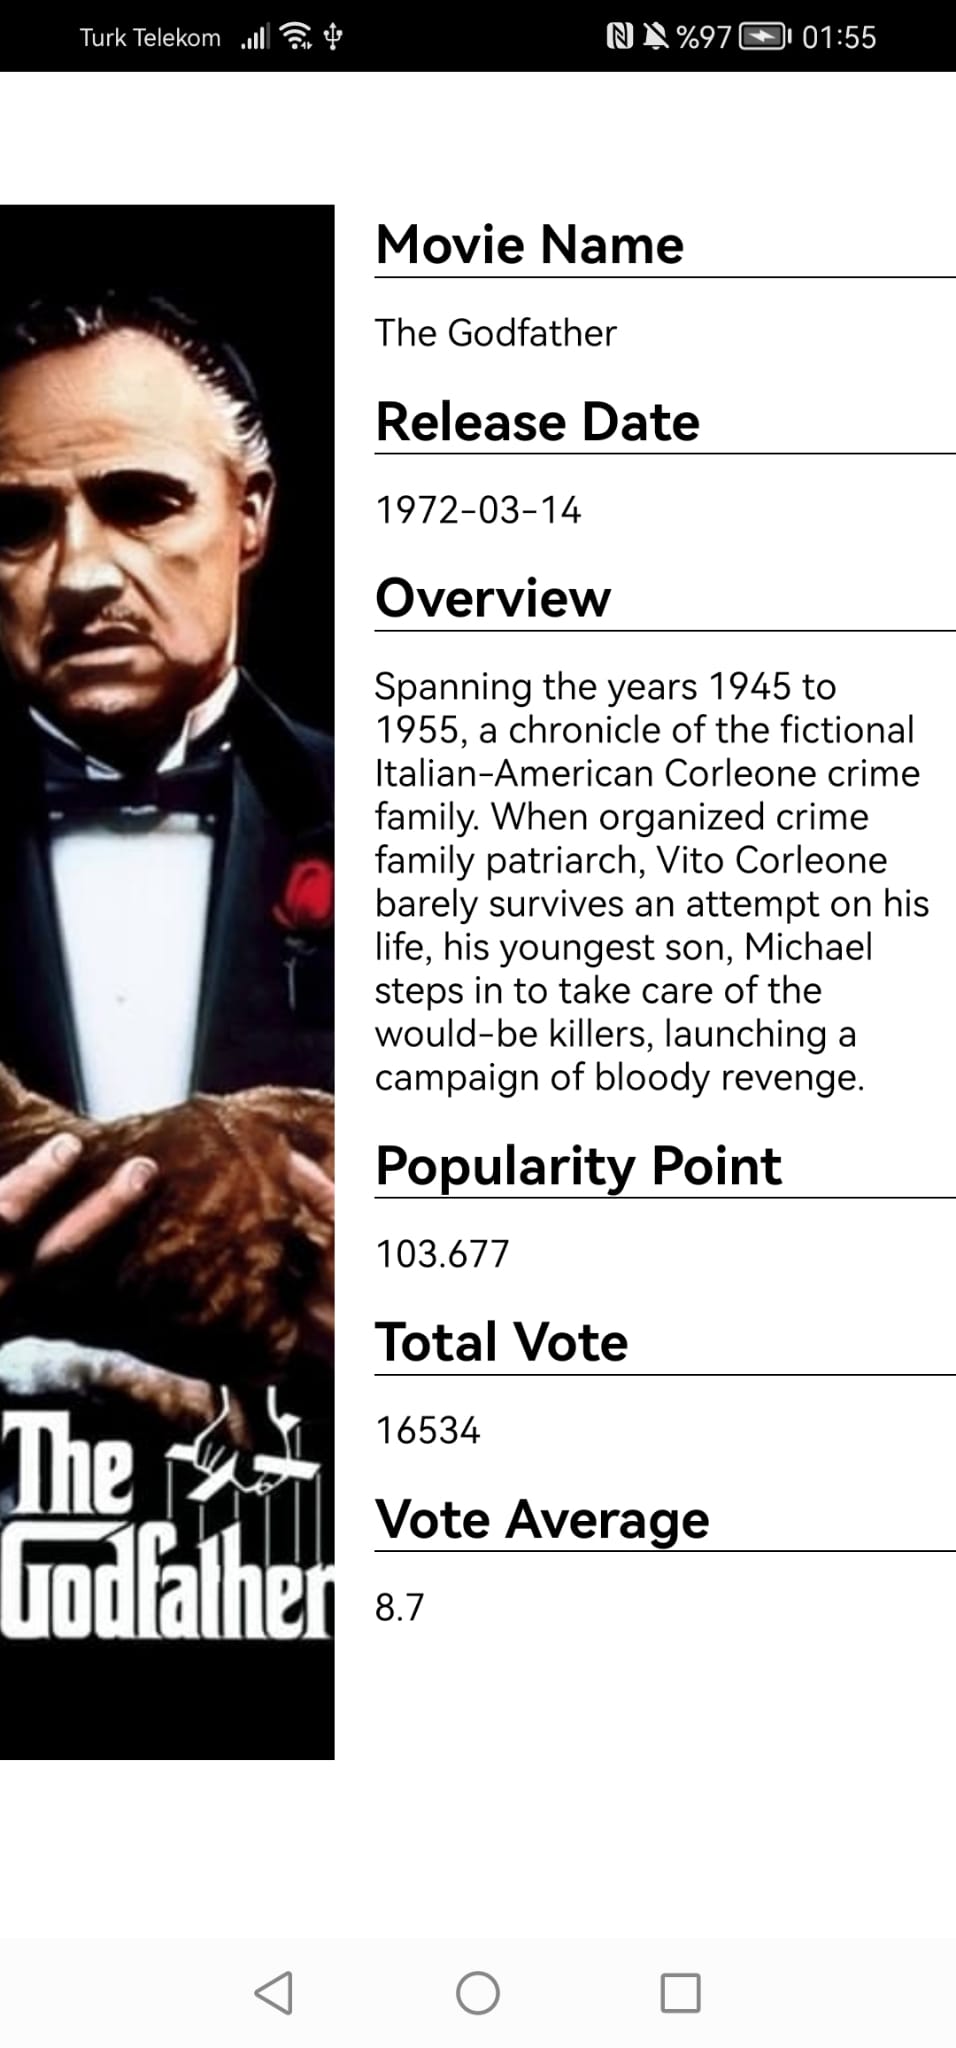 Turk Telekom %97 01:55
Movie Name
The Godfather
Release Date
1972-03-14
Overview
Spanning the years 1945 to
1955, a chronicle of the fictional
Italian-American Corleone crime
family. When organized crime
family patriarch, Vito Corleone
barely survives an attempt on his
life, his youngest son, Michael
steps in to take care of the
would-be killers, launching a
campaign of bloody revenge.
Popularity Point
103.677
Total Vote
16534
Vote Average
8.7
The
Godfather